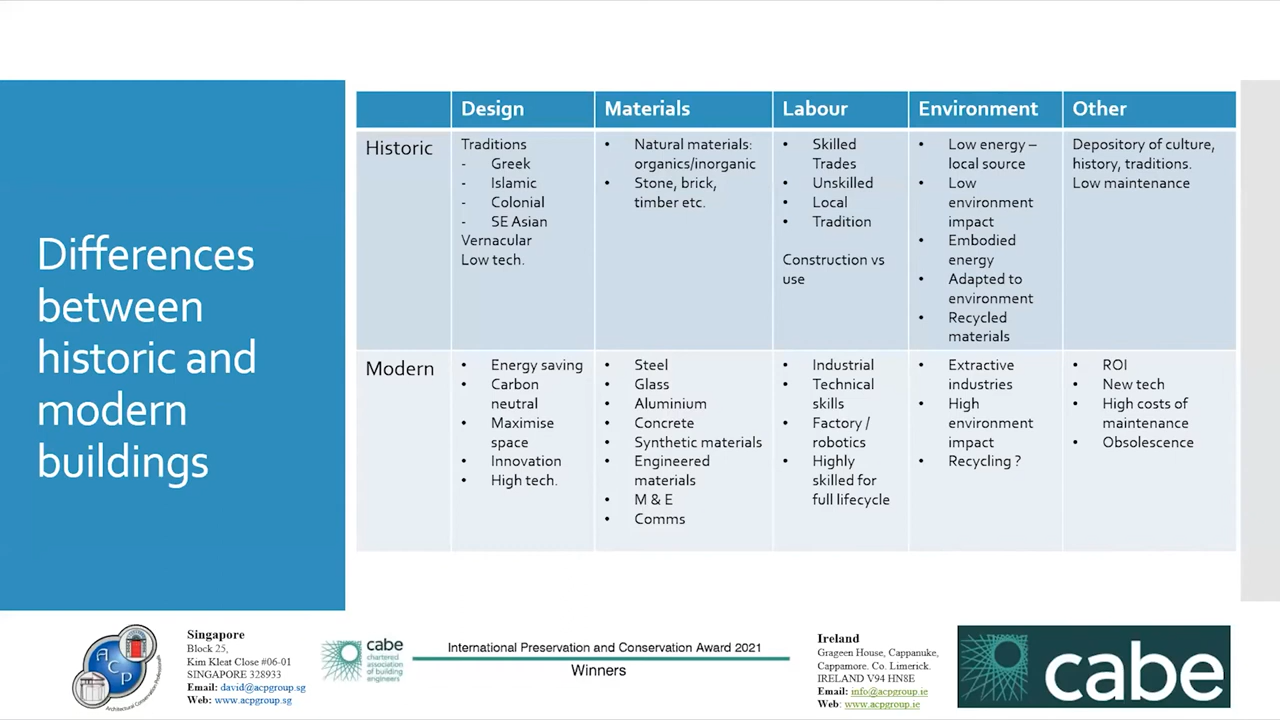 Differences
between
historic and
modern
buildings
Design
Materials
Labour
Environment
Other
Historic
Traditions
- Greek
- Islamic
- Colonial
- SE Asian
Vernacular
Low tech.
• Natural materials:
organics/inorganic
• Stone, brick,
timber etc.
• Skilled
Trades
• Unskilled
• Local
• Tradition
Construction vs
use
• Low energy –
local source
• Low
environment
impact
• Embodied
energy
• Adapted to
environment
• Recycled
materials
Depository of culture,
history, traditions.
Low maintenance
Modern
• Energy saving
• Carbon
neutral
• Maximise
space
• Innovation
• High tech.
• Steel
• Glass
• Aluminium
• Concrete
• Synthetic materials
• Engineered
materials
• M & E
• Comms
• Industrial
• Technical
skills
• Factory /
robotics
• Highly
skilled for
full lifecycle
• Extractive
industries
• High
environment
impact
• Recycling ?
• ROI
• New tech
• High costs of
maintenance
• Obsolescence
ACP
Singapore
Block 25,
Kim Kleat Close #06-01
SINGAPORE 328933
Email: david@acpgroup.sg
Web: www.acpgroup.sg
cabe
chartered
association of
building
engineers
International Preservation and Conservation Award 2021
Winners
Ireland
Grageen House, Cappanuke,
Cappamore. Co. Limerick.
IRELAND V94 HN8E
Email: info@acpgroup.ie
Web: www.acpgroup.ie
cabe